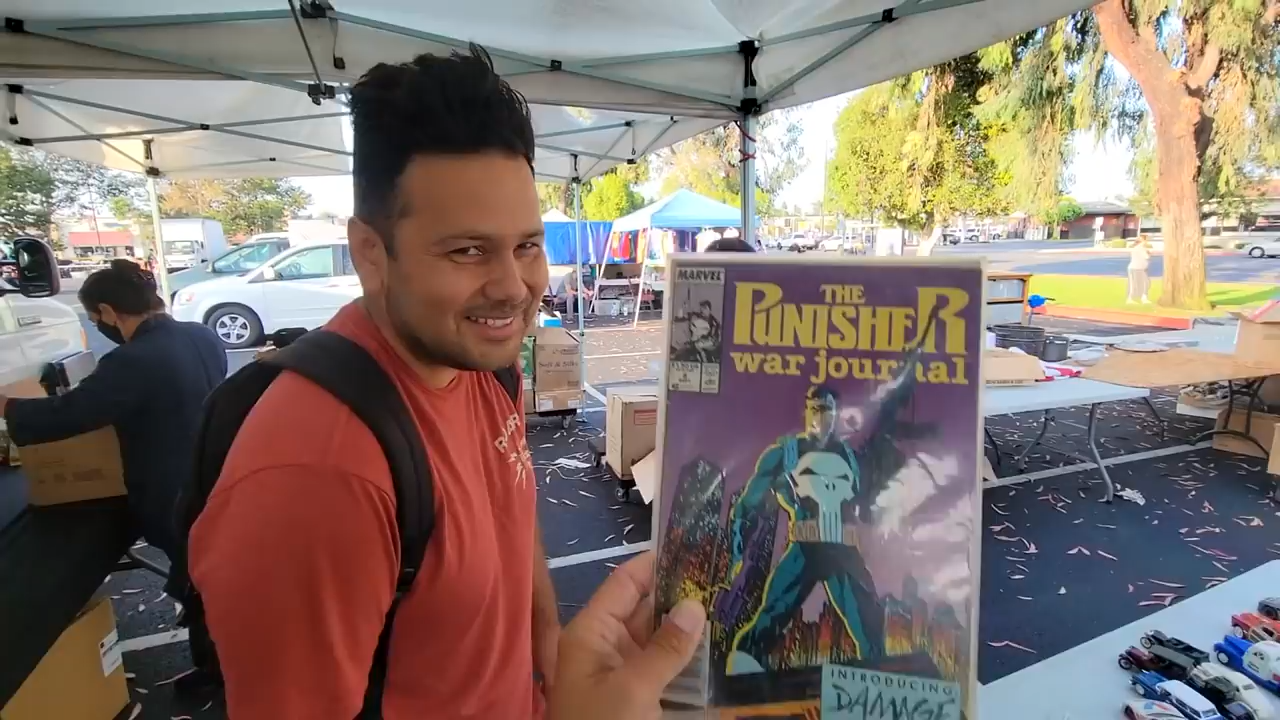 MARVEL
THE
PUNISHER
war journal
INTRODUCING
DAMAGE